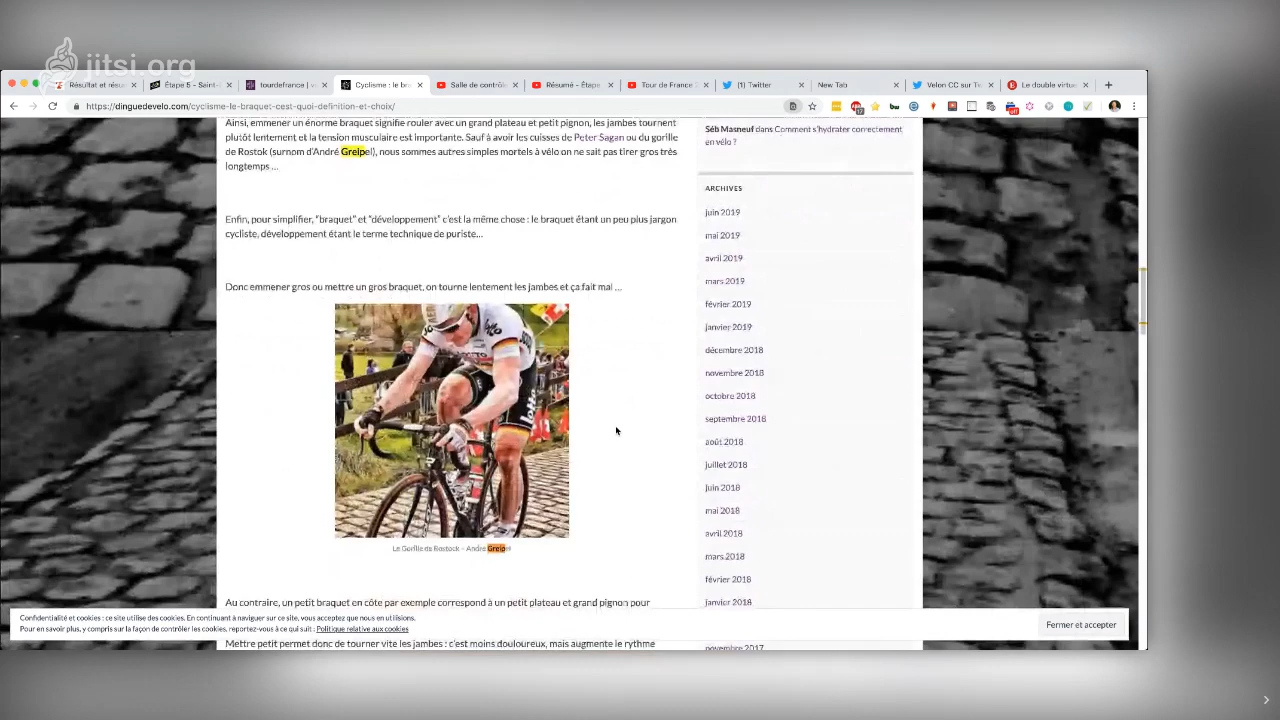 jitsi.org
Résultat et résu
Étape 5 - Saint-
tourdefrance | v
Cyclisme : le bra
Salle de contrôle
Résumé - Étape
Tour de France 2
(1) Twitter
New Tab
Velon CC sur Tw
Le double virtue
https://dinguedevelo.com/cyclisme-le-braquet-cest-quoi-definition-et-choix/
Ainsi, emmener un énorme braquet signifie rouler avec un grand plateau et petit pignon, les jambes tournent
plutôt lentement et la tension musculaire est importante. Sauf à avoir les cuisses de Peter Sagan ou du gorille
de Rostok (surnom d'André Greipel), nous sommes autres simples mortels à vélo on ne sait pas tirer gros très
longtemps ...
Enfin, pour simplifier, "braquet" et "développement" c'est la même chose : le braquet étant un peu plus jargon
cycliste, développement étant le terme technique de puriste...
Donc emmener gros ou mettre un gros braquet, on tourne lentement les jambes et ça fait mal ...
lotto
Le Gorille de Rostock - André Greipel
Au contraire, un petit braquet en côte par exemple correspond à un petit plateau et grand pignon pour
Mettre petit permet donc de tourner vite les jambes : c'est moins douloureux, mais augmente le rythme
Séb Masneuf dans Comment s'hydrater correctement
en vélo ?
ARCHIVES
juin 2019
mai 2019
avril 2019
mars 2019
février 2019
janvier 2019
décembre 2018
novembre 2018
octobre 2018
septembre 2018
août 2018
juillet 2018
juin 2018
mai 2018
avril 2018
mars 2018
février 2018
janvier 2018
novembre 2017
Confidentialité et cookies : ce site utilise des cookies. En continuant à naviguer sur ce site, vous acceptez que nous en utilisions.
Pour en savoir plus, y compris sur la façon de contrôler les cookies, reportez-vous à ce qui suit : Politique relative aux cookies
Fermer et accepter